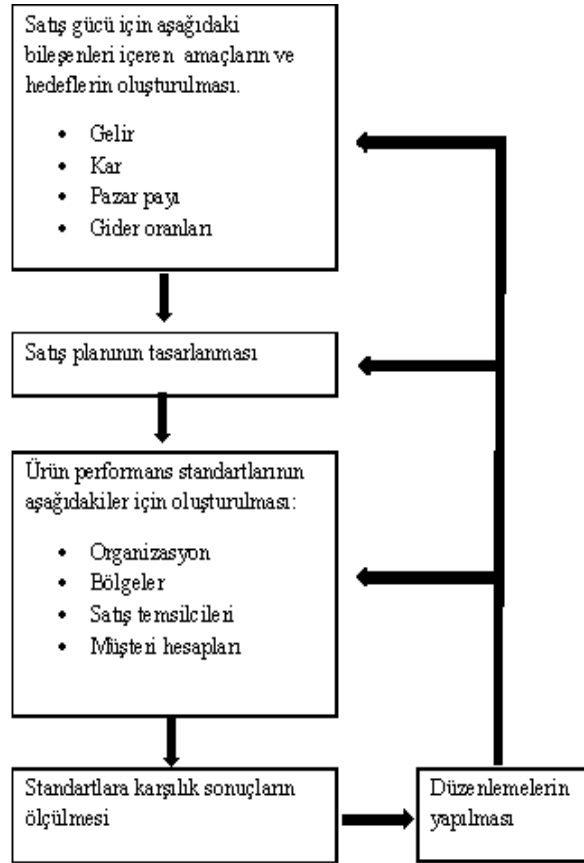 Satış gücü için aşağıdaki
bileşenleri içeren amaçların ve
hedeflerin oluşturulması.
• Gelir
• Kar
• Pazar payı
• Gider oranları
Satış planının tasarlanması
Ürün performans standartlarının
aşağıdakiler için oluşturulması:
• Organizasyon
• Bölgeler
• Satış temsilcileri
• Müşteri hesapları
Standartlara karşılık sonuçların
ölçülmesi
Düzenlemelerin
yapılması